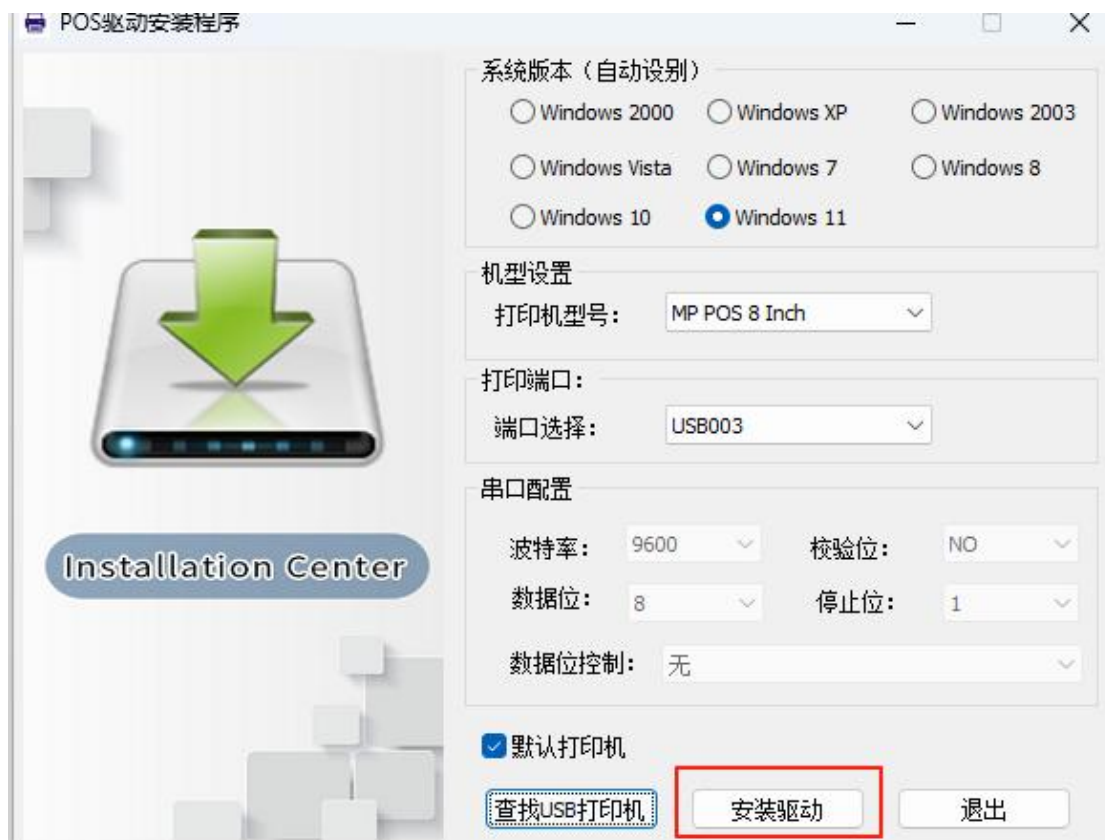 POS驱动安装程序
系统版本（自动设别）
Windows 2000 Windows XP Windows 2003
Windows Vista Windows 7 Windows 8
Windows 10 Windows 11
机型设置
打印机型号： MP POS 8 Inch
打印端口：
端口选择： USB003
串口配置
波特率： 9600 校验位： NO
数据位： 8 停止位： 1
数据位控制： 无
Installation Center
默认打印机
查找USB打印机 安装驱动 退出